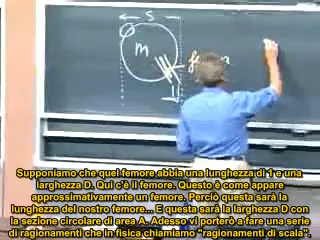 S
m
Supponiamo che quel femore abbia una lunghezza di 1 e una
larghezza D. Qui c'è il femore. Questo è come appare
approssimativamente un femore. Perciò questa sarà la
lunghezza del nostro femore... E questa sarà la larghezza D con
la sezione circolare di area A. Adesso vi porterò a fare una serie
di ragionamenti che in fisica chiamiamo "ragionamenti di scala".